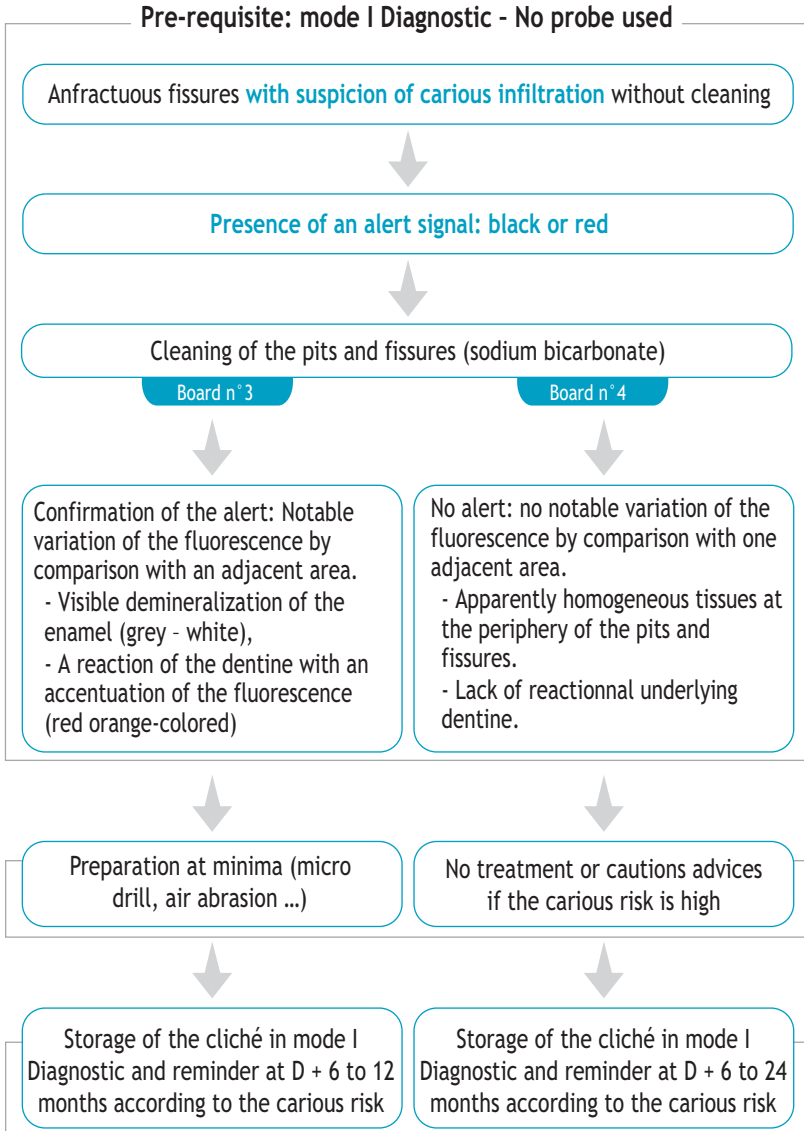 Pre-requisite: mode I Diagnostic – No probe used
Anfractuous fissures with suspicion of carious infiltration without cleaning
Presence of an alert signal: black or red
Cleaning of the pits and fissures (sodium bicarbonate)
Board n°3
Confirmation of the alert: Notable
variation of the fluorescence by
comparison with an adjacent area.
- Visible demineralization of the
enamel (grey – white),
- A reaction of the dentine with an
accentuation of the fluorescence
(red orange-colored)
Preparation at minima (micro
drill, air abrasion …)
Storage of the cliché in mode I
Diagnostic and reminder at D + 6 to 12
months according to the carious risk
Board n°4
No alert: no notable variation of the
fluorescence by comparison with one
adjacent area.
- Apparently homogeneous tissues at
the periphery of the pits and
fissures.
- Lack of reactionnal underlying
dentine.
No treatment or cautions advices
if the carious risk is high
Storage of the cliché in mode I
Diagnostic and reminder at D + 6 to 24
months according to the carious risk